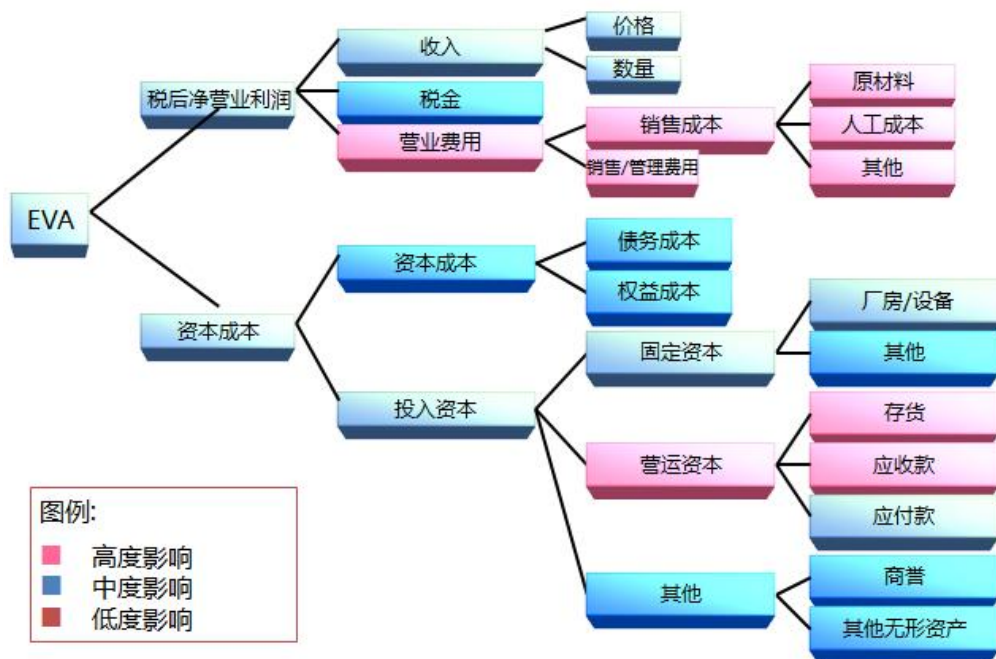 价格
收入
数量
原材料
税后净营业利润
税金
销售成本
人工成本
营业费用
销售/管理费用
其他
EVA
债务成本
资本成本
权益成本
厂房/设备
资本成本
固定资本
其他
投入资本
存货
营运资本
应收款
图例:
应付款
高度影响
中度影响
商誉
其他
低度影响
其他无形资产